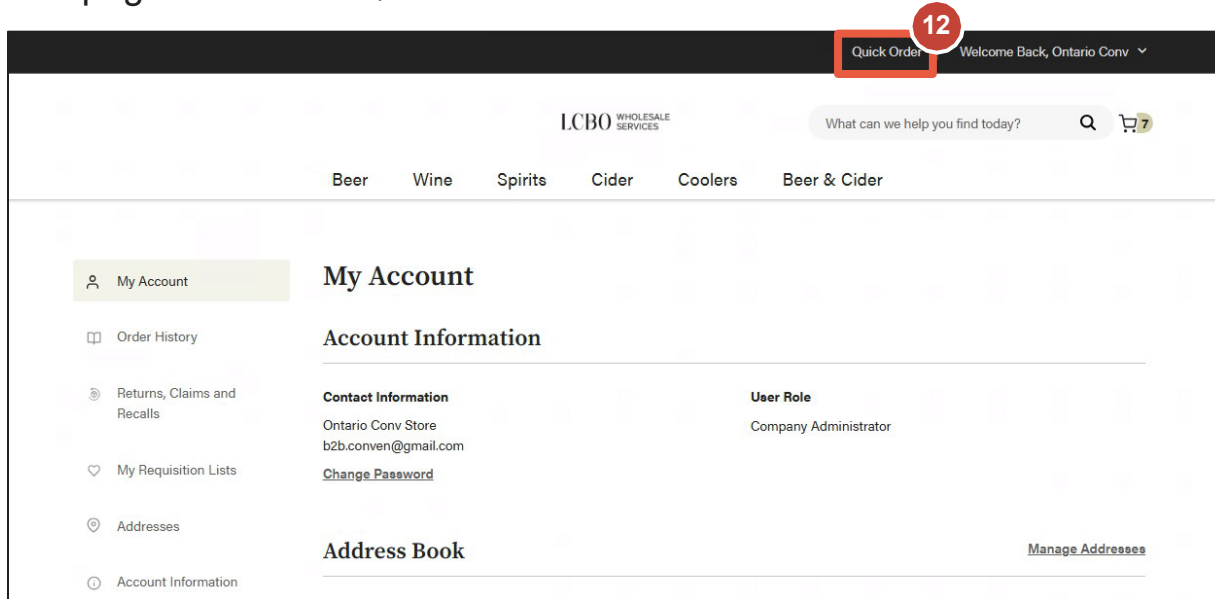 12
Quick Order Welcome Back, Ontario Conv
LCBO WHOLESALE SERVICES
What can we help you find today?
7
Beer Wine Spirits Cider Coolers Beer & Cider
My Account
Order History
Returns, Claims and
Recalls
My Requisition Lists
Addresses
Account Information
My Account
Account Information
Contact Information
Ontario Conv Store
b2b.conven@gmail.com
Change Password
User Role
Company Administrator
Address Book
Manage Addresses